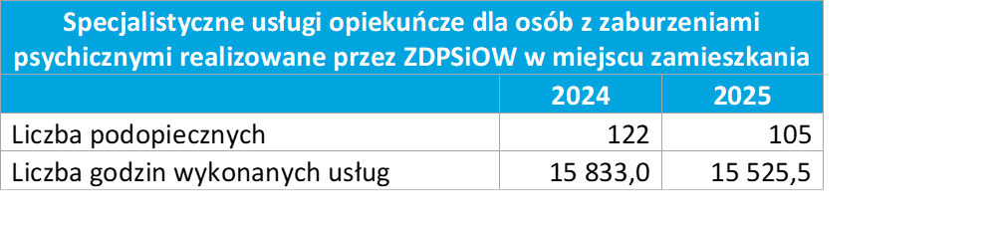 Specjalistyczne usługi opiekuńcze dla osób z zaburzeniami
psychicznymi realizowane przez ZDPSiOW w miejscu zamieszkania
2024 2025
Liczba podopiecznych 122 105
Liczba godzin wykonanych usług 15 833,0 15 525,5